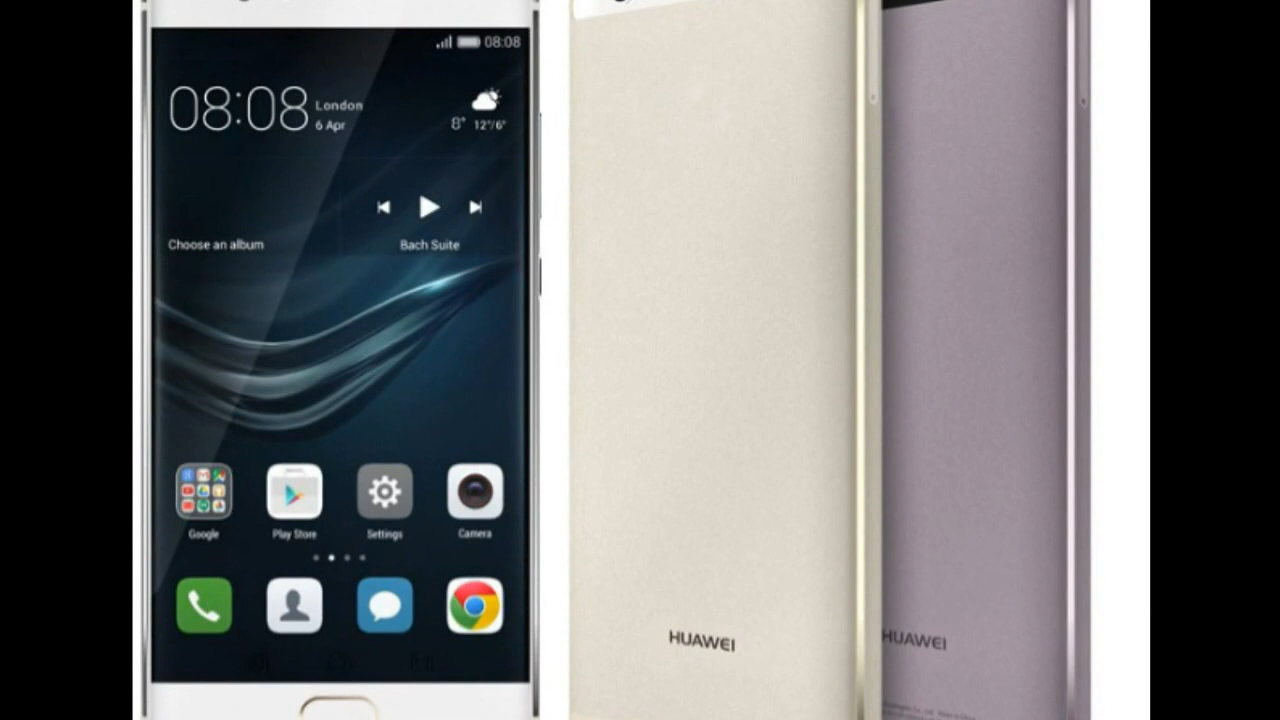 08:08
08:08
London
6 Apr
8° 12°/6°
Choose an album
Bach Suite
Google
Play Store
Settings
Camera
HUAWEI
HUAWEI